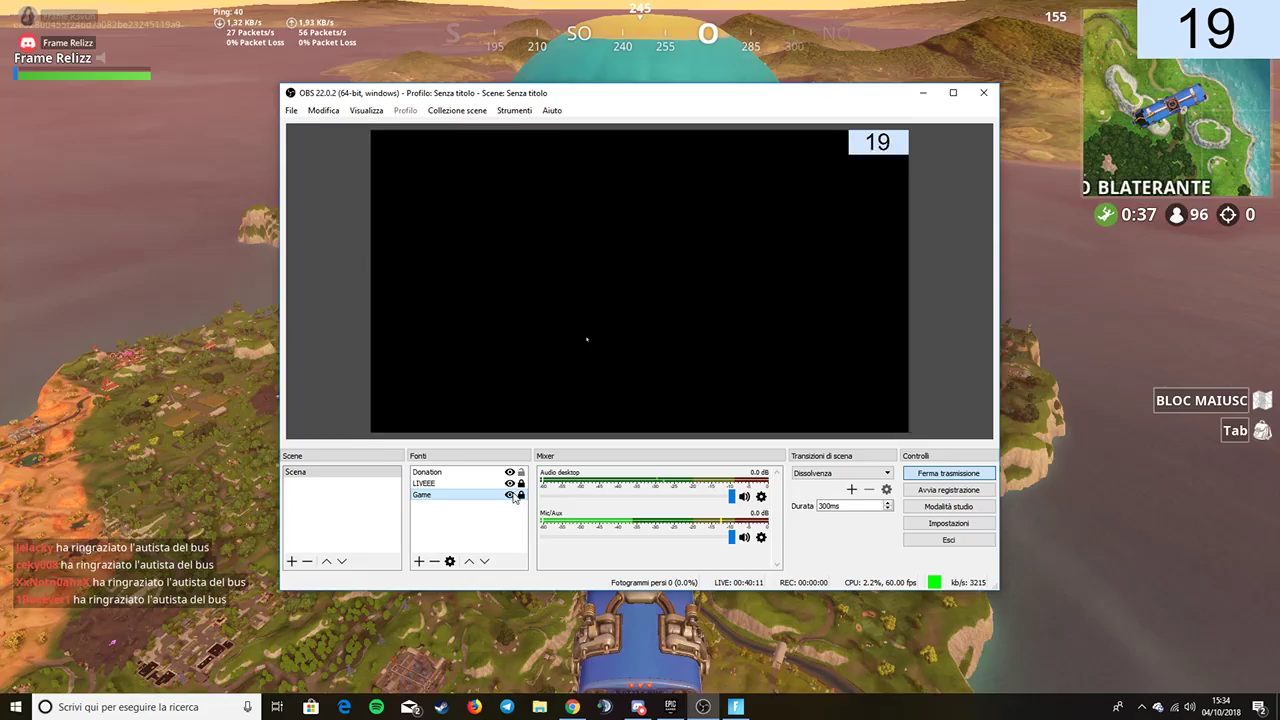 Ping: 40
1,32 KB/s 1,93 KB/s
27 Packets/s 56 Packets/s
0% Packet Loss 0% Packet Loss
Frame Relizz
Frame Relizz
245
S SO O NO
195 210 240 255 285 300
155
19
O BLATERANTE
0:37 96 0
BLOC MAIUSC
Tab
OBS 22.0.2 (64-bit, windows) - Profilo: Senza titolo - Scene: Senza titolo
File Modifica Visualizza Profilo Collezione scene Strumenti Aiuto
19
Scene Fonti Mixer Transizioni di scena Controlli
Scena
Donation
LIVEEE
Game
Audio desktop 0.0 dB
Mic/Aux 0.0 dB
Dissolvenza
Durata 300ms
Ferma trasmissione
Avvia registrazione
Modalità studio
Impostazioni
Esci
Fotogrammi persi 0 (0.0%) LIVE: 00:40:11 REC: 00:00:00 CPU: 2.2%, 60.00 fps kb/s: 3215
Jelacky ha ringraziato l'autista del bus
ceky008 ha ringraziato l'autista del bus
ha ringraziato l'autista del bus
ha ringraziato l'autista del bus
Scrivi qui per eseguire la ricerca
2
EPIC
15:34
04/10/2018
2